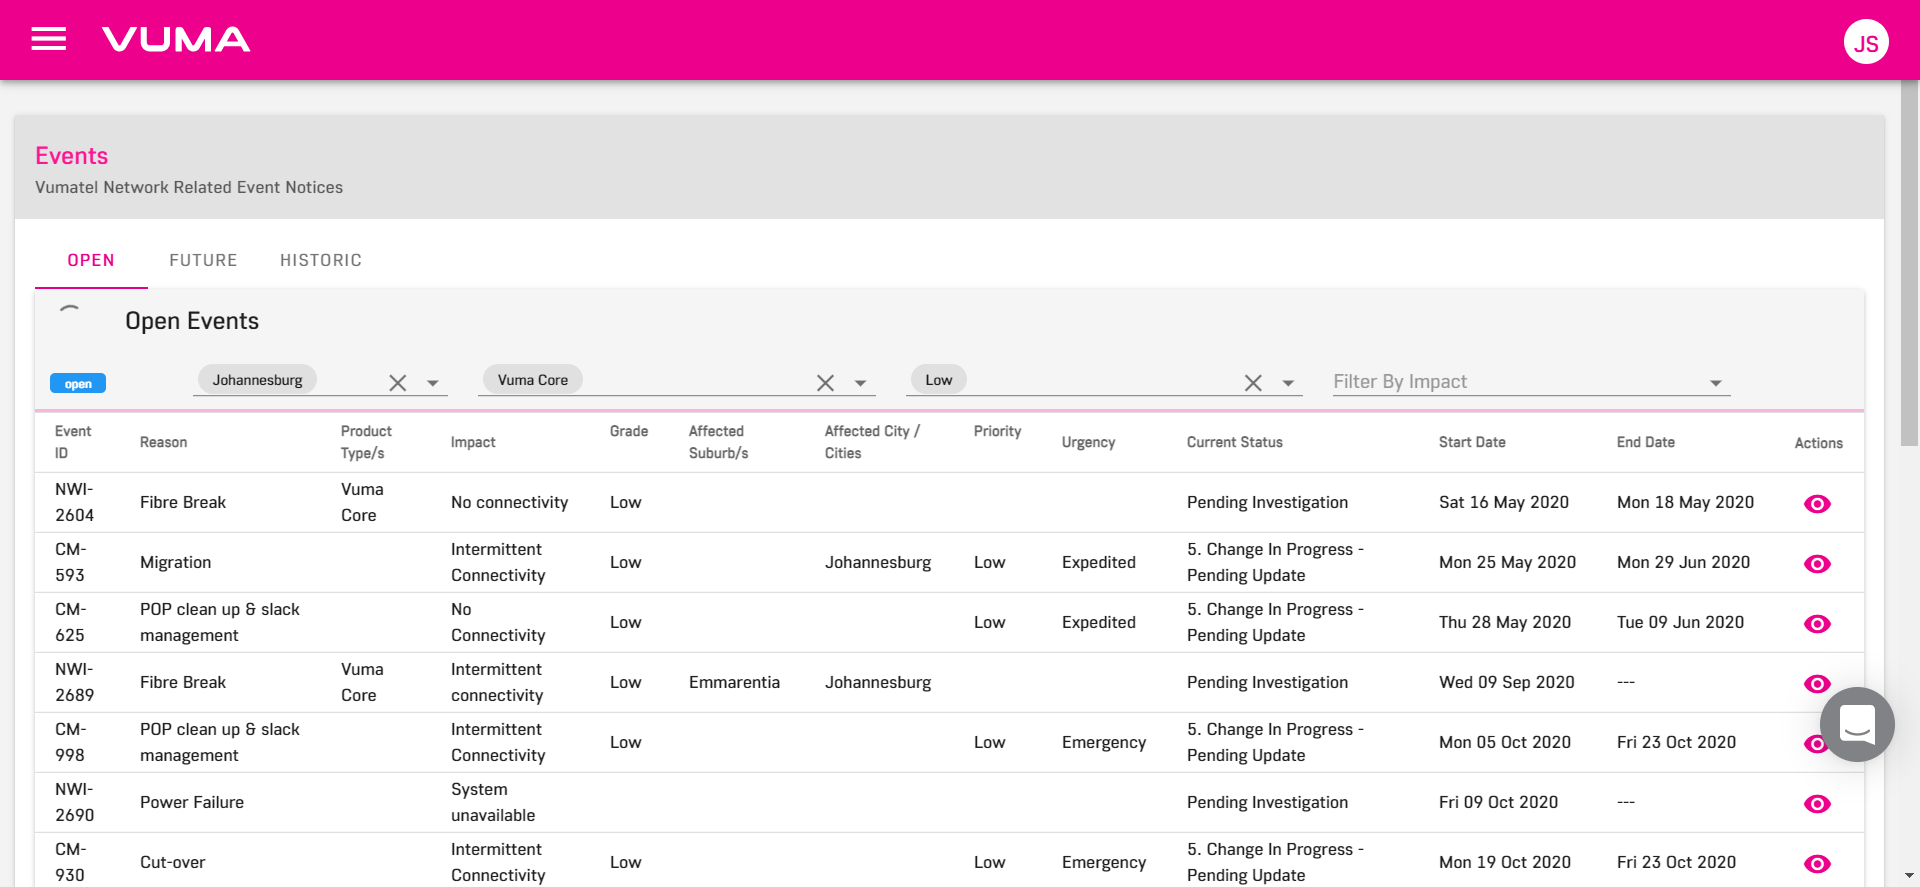 VUMA
JS
Events
Vumatel Network Related Event Notices
OPEN FUTURE HISTORIC
Open Events
open Johannesburg Vuma Core Low Filter By Impact
Event ID Reason Product Type/s Impact Grade Affected Suburb/s Affected City / Cities Priority Urgency Current Status Start Date End Date Actions
NWI-2604 Fibre Break Vuma Core No connectivity Low Pending Investigation Sat 16 May 2020 Mon 18 May 2020
CM-593 Migration Intermittent Connectivity Low Johannesburg Low Expedited 5. Change In Progress - Pending Update Mon 25 May 2020 Mon 29 Jun 2020
CM-625 POP clean up & slack management No Connectivity Low Low Expedited 5. Change In Progress - Pending Update Thu 28 May 2020 Tue 09 Jun 2020
NWI-2689 Fibre Break Vuma Core Intermittent connectivity Low Emmarentia Johannesburg Pending Investigation Wed 09 Sep 2020 ---
CM-998 POP clean up & slack management Intermittent Connectivity Low Low Emergency 5. Change In Progress - Pending Update Mon 05 Oct 2020 Fri 23 Oct 2020
NWI-2690 Power Failure System unavailable Pending Investigation Fri 09 Oct 2020 ---
CM-930 Cut-over Intermittent Connectivity Low Low Emergency 5. Change In Progress - Pending Update Mon 19 Oct 2020 Fri 23 Oct 2020